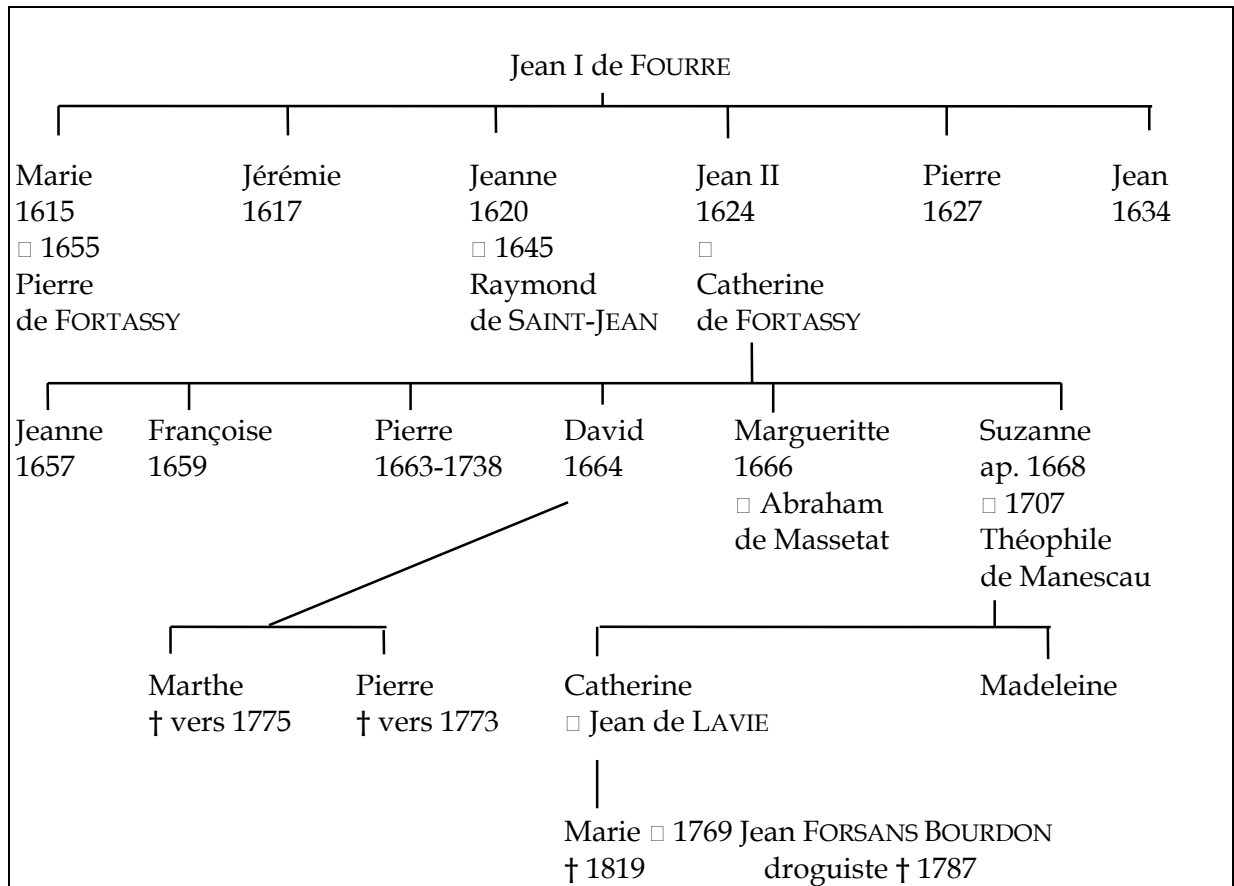 Jean I de FOURRE
Marie Jérémie Jeanne Jean II Pierre Jean
1615 1617 1620 1624 1627 1634
□ 1655 □ 1645 □
Pierre Raymond Catherine
de FORTASSY de SAINT-JEAN de FORTASSY
Jeanne Françoise Pierre David Margueritte Suzanne
1657 1659 1663-1738 1664 1666 ap. 1668
□ Abraham □ 1707
de Massetat Théophile
de Manescau
Marthe Pierre Catherine Madeleine
† vers 1775 † vers 1773 □ Jean de LAVIE
Marie □ 1769 Jean FORSANS BOURDON
† 1819 droguiste † 1787